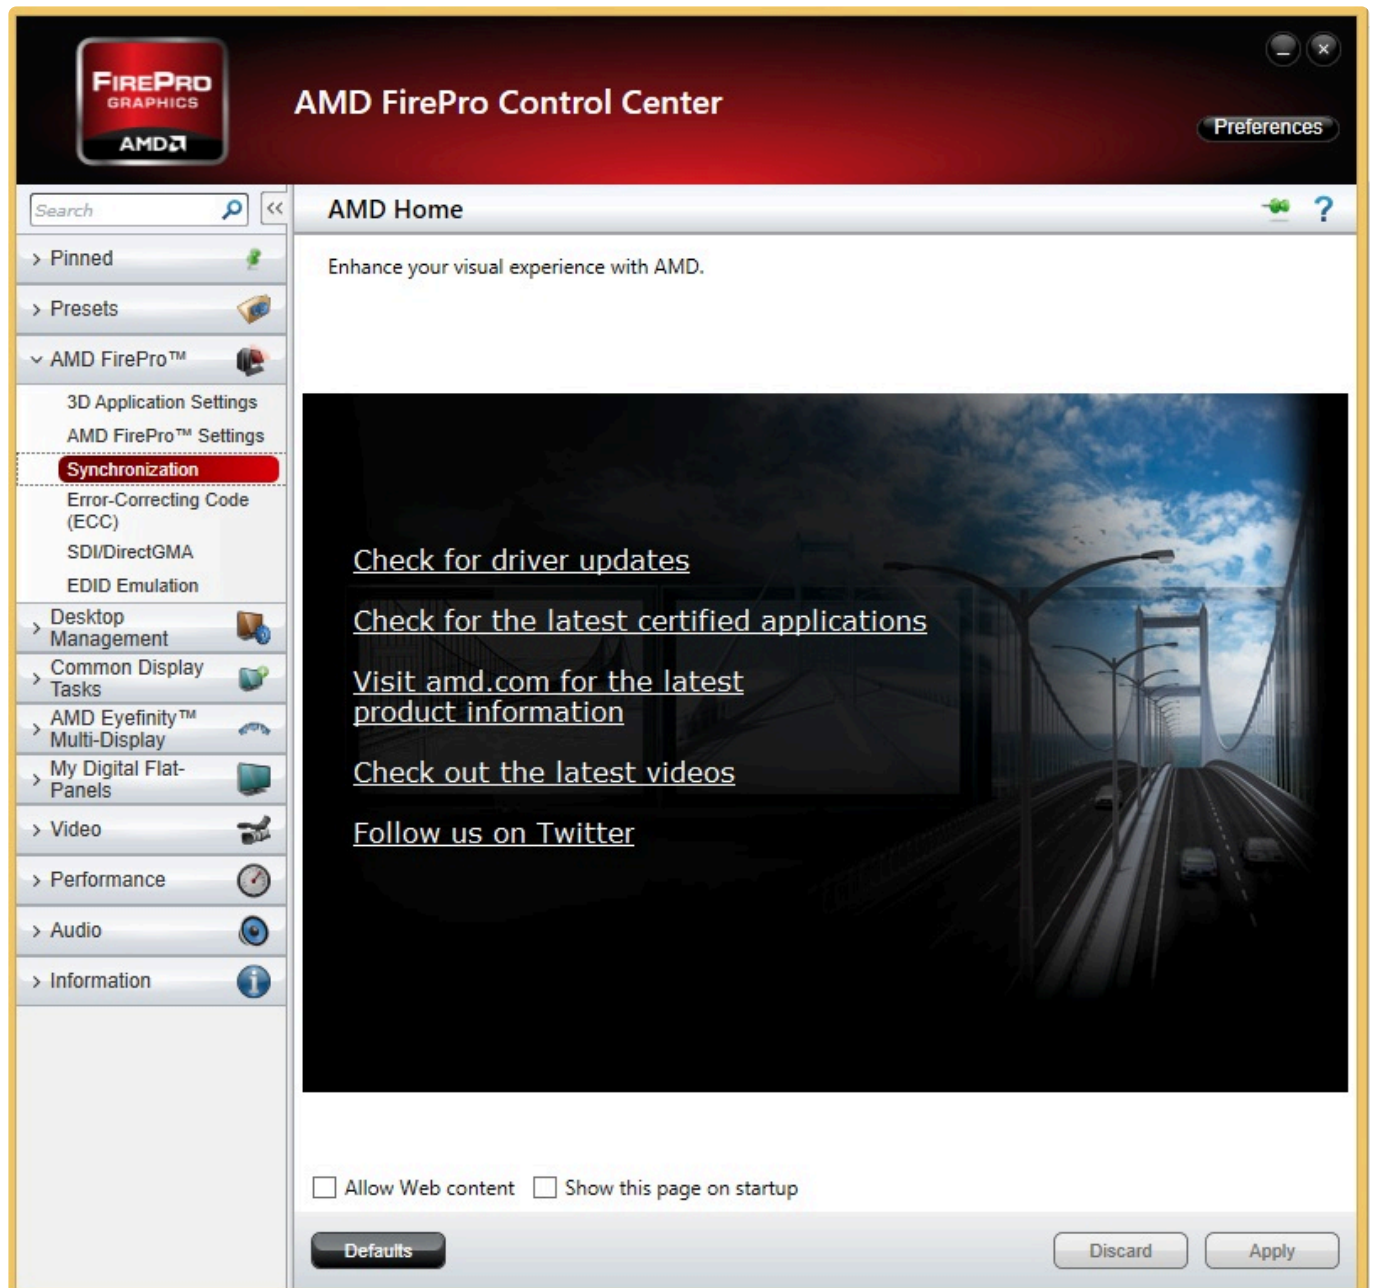 FIREPRO
GRAPHICS
AMD
AMD FirePro Control Center
Preferences
Search
<<
AMD Home
?
> Pinned
Enhance your visual experience with AMD.
> Presets
AMD FirePro™
3D Application Settings
AMD FirePro™ Settings
Synchronization
Error-Correcting Code
(ECC)
SDI/DirectGMA
EDID Emulation
> Desktop
Management
> Common Display
Tasks
> AMD Eyefinity™
Multi-Display
> My Digital Flat-
Panels
> Video
> Performance
> Audio
> Information
Check for driver updates
Check for the latest certified applications
Visit amd.com for the latest
product information
Check out the latest videos
Follow us on Twitter
Allow Web content
Show this page on startup
Defaults
Discard
Apply